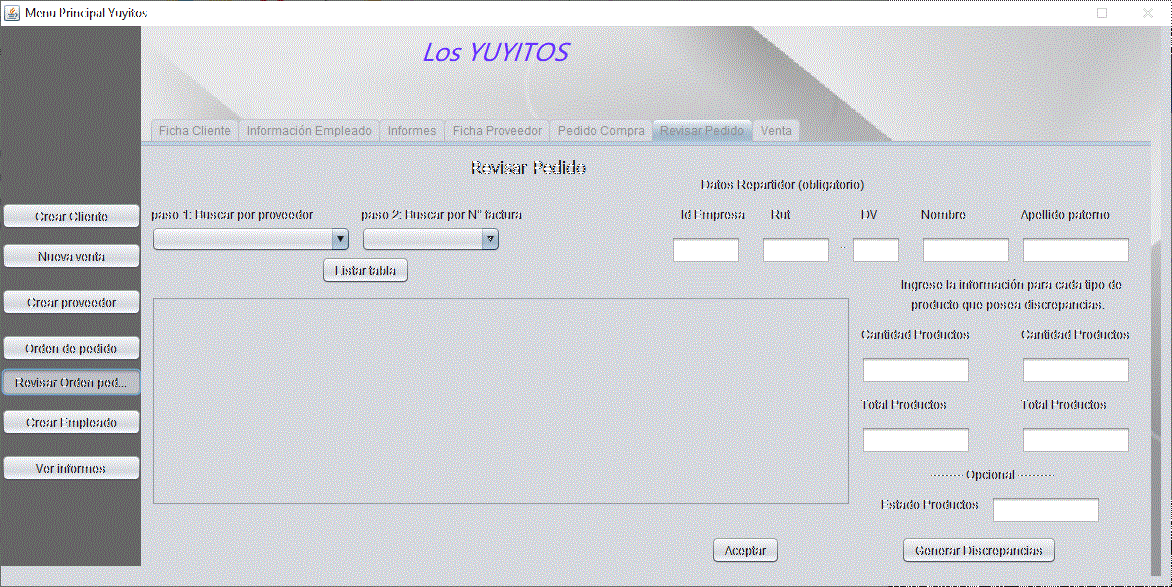 Menu Principal Yuyitos
Los YUYITOS
Ficha Cliente Información Empleado Informes Ficha Proveedor Pedido Compra Revisar Pedido Venta
Revisar Pedido
Datos Repartidor (obligatorio)
Crear Cliente
Nueva venta
Crear proveedor
Orden de pedido
Revisar Orden ped...
Crear Empleado
Ver informes
paso 1: Buscar por proveedor
paso 2: Buscar por N° factura
Listar tabla
Id Empresa Rut DV Nombre Apellido paterno
-
Ingrese la información para cada tipo de
producto que posea discrepancias.
Cantidad Productos Cantidad Productos
Total Productos Total Productos
-------- Opcional ---------
Estado Productos
Aceptar
Generar Discrepancias